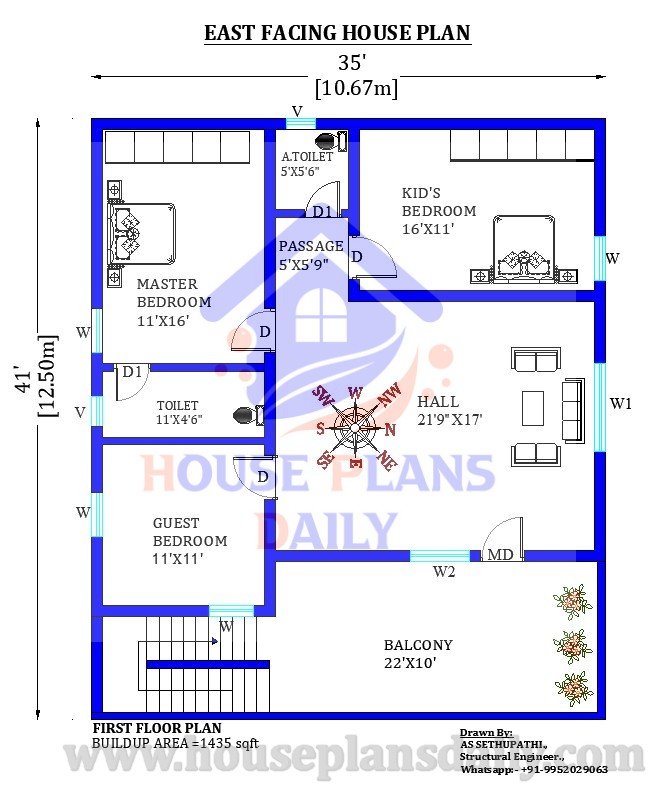 EAST FACING HOUSE PLAN
35'
[10.67m]
V
A.TOILET
5'X5'6"
D1
KID'S
BEDROOM
16'X11'
PASSAGE
5'X5'9"
D
W
MASTER
BEDROOM
11'X16'
W
D
41'
[12.50m]
D1
TOILET
11'X4'6"
V
SW
W
NW
S
N
SE
E
NE
HALL
21'9"X17'
W1
HOUSE PLANS
DAILY
D
W
GUEST
BEDROOM
11'X11'
MD
W2
W
BALCONY
22'X10'
FIRST FLOOR PLAN
BUILDUP AREA =1435 sqft
Drawn By:
AS SETHUPATHI.,
Structural Engineer.,
Whatsapp:- +91-9952029063
www.houseplansdaily.com